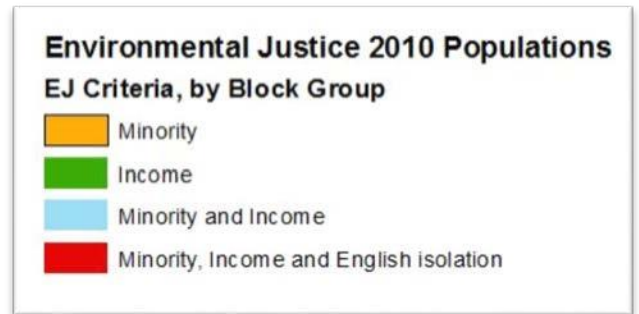 Environmental Justice 2010 Populations
EJ Criteria, by Block Group
Minority
Income
Minority and Income
Minority, Income and English isolation